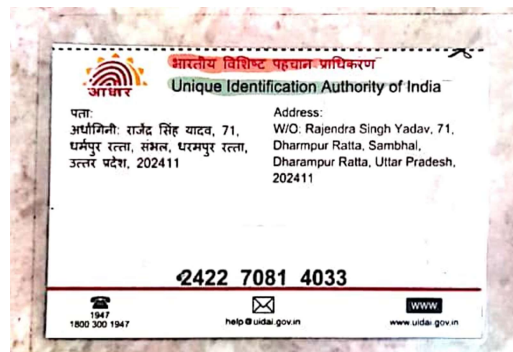 भारतीय विशिष्ट पहचान प्राधिकरण
Unique Identification Authority of India
आधार
पता:
अर्धांगिनी: राजेंद्र सिंह यादव, 71,
धर्मपुर रत्ता, संभल, धरमपुर रत्ता,
उत्तर प्रदेश, 202411
Address:
W/O: Rajendra Singh Yadav, 71,
Dharmpur Ratta, Sambhal,
Dharampur Ratta, Uttar Pradesh,
202411
2422 7081 4033
1947
1800 300 1947
help@uidai.gov.in
www
www.uidai.gov.in